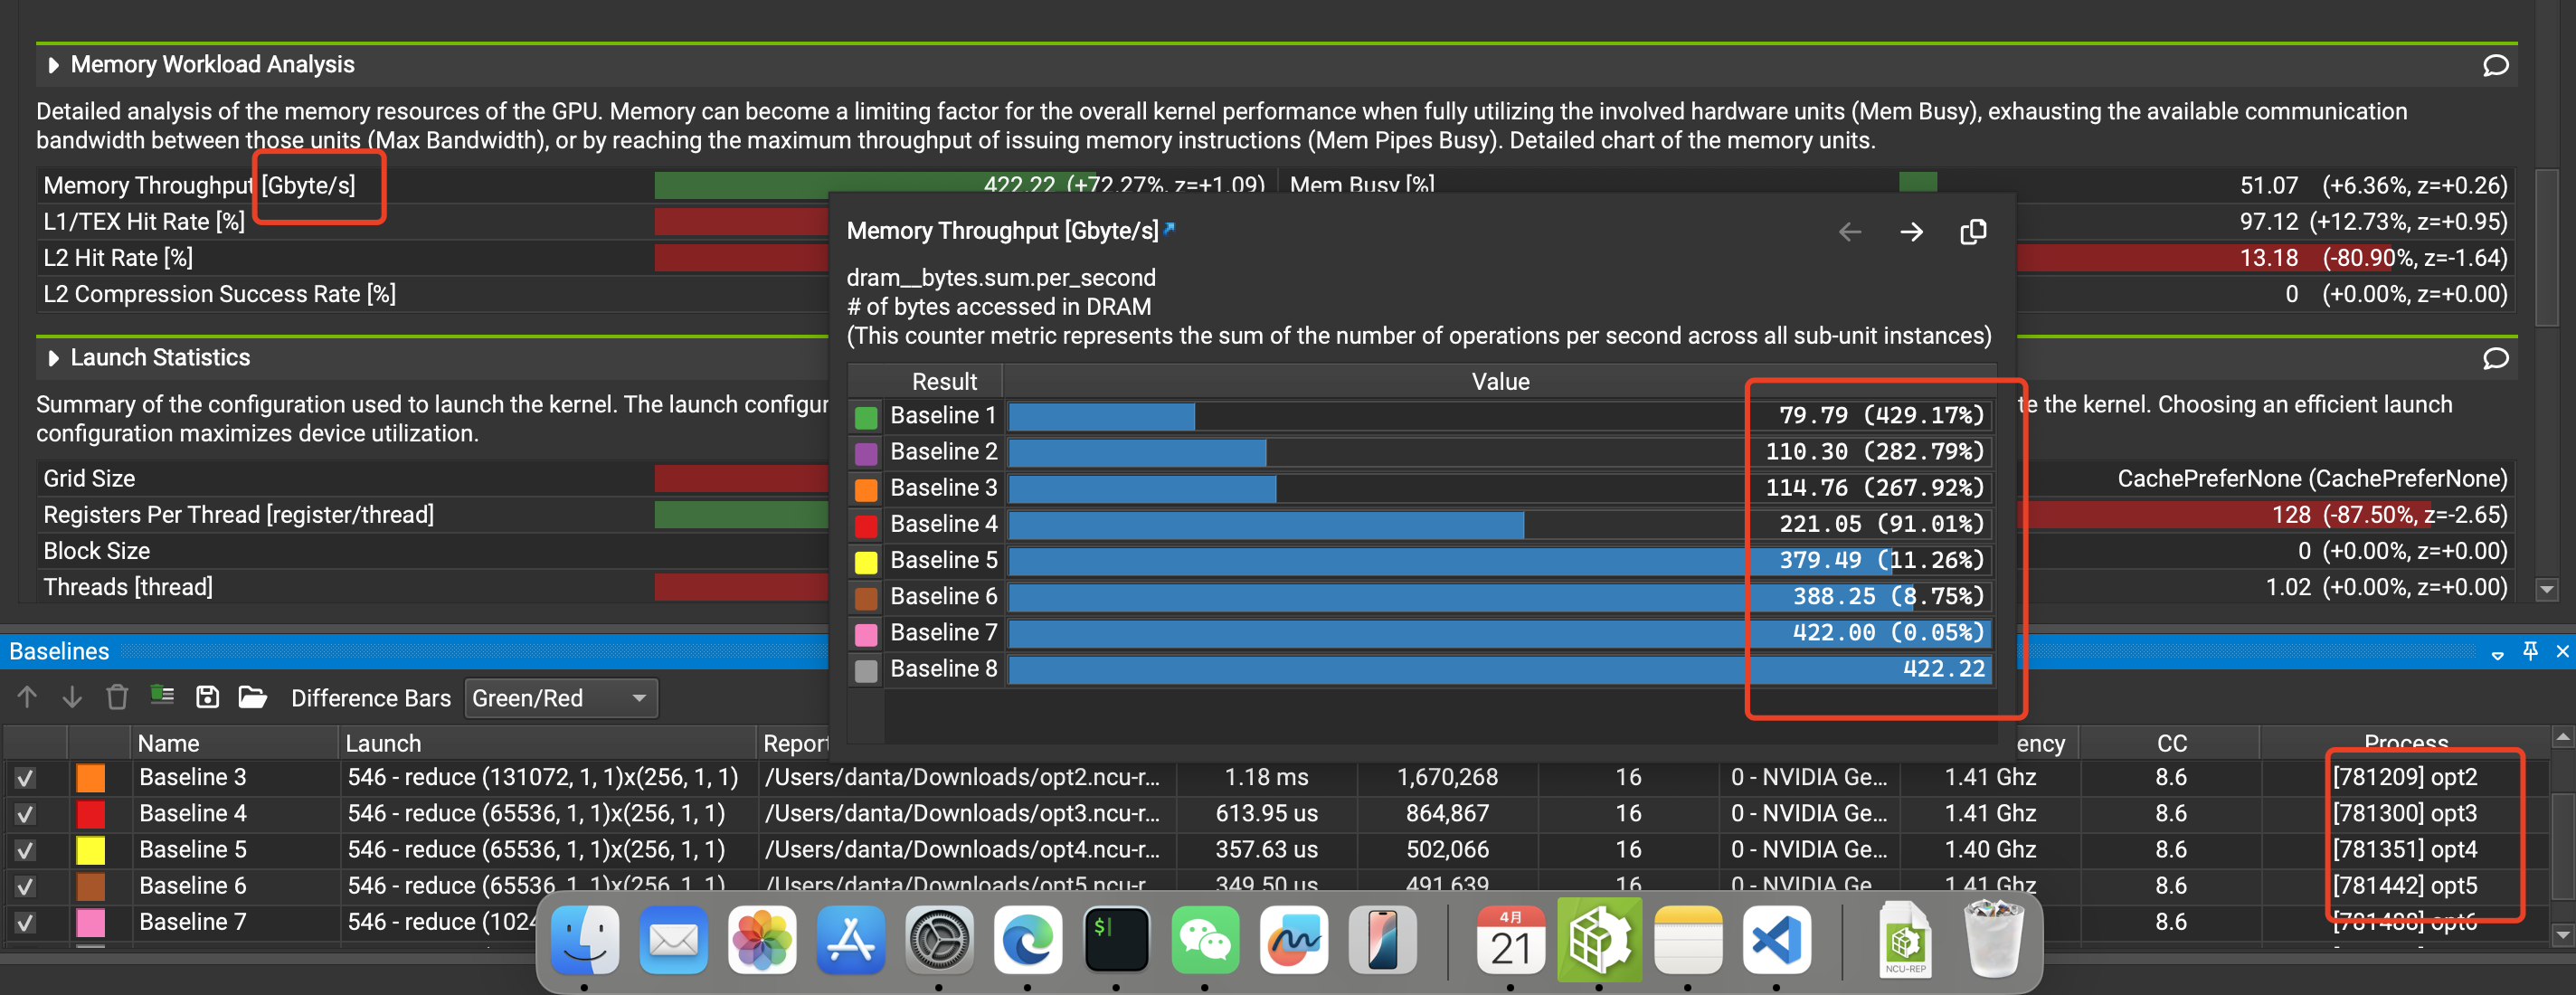 Memory Workload Analysis
Detailed analysis of the memory resources of the GPU. Memory can become a limiting factor for the overall kernel performance when fully utilizing the involved hardware units (Mem Busy), exhausting the available communication
bandwidth between those units (Max Bandwidth), or by reaching the maximum throughput of issuing memory instructions (Mem Pipes Busy). Detailed chart of the memory units.
Memory Throughput [Gbyte/s] 422.22 (+72.27%, z=+1.09) Mem Busy [%] 51.07 (+6.36%, z=+0.26)
L1/TEX Hit Rate [%] 97.12 (+12.73%, z=+0.95)
L2 Hit Rate [%] 13.18 (-80.90%, z=-1.64)
L2 Compression Success Rate [%] 0 (+0.00%, z=+0.00)
Memory Throughput [Gbyte/s]
dram__bytes.sum.per_second
# of bytes accessed in DRAM
(This counter metric represents the sum of the number of operations per second across all sub-unit instances)
Result Value
Baseline 1 79.79 (429.17%)
Baseline 2 110.30 (282.79%)
Baseline 3 114.76 (267.92%)
Baseline 4 221.05 (91.01%)
Baseline 5 379.49 (11.26%)
Baseline 6 388.25 (8.75%)
Baseline 7 422.00 (0.05%)
Baseline 8 422.22
Launch Statistics
Summary of the configuration used to launch the kernel. The launch configur te the kernel. Choosing an efficient launch
configuration maximizes device utilization.
Grid Size CachePreferNone (CachePreferNone)
Registers Per Thread [register/thread] 128 (-87.50%, z=-2.65)
Block Size 0 (+0.00%, z=+0.00)
Threads [thread] 1.02 (+0.00%, z=+0.00)
Baselines
Difference Bars Green/Red
Name Launch Report ency CC Process
Baseline 3 546 - reduce (131072, 1, 1)x(256, 1, 1) /Users/danta/Downloads/opt2.ncu-r... 1.18 ms 1,670,268 16 0 - NVIDIA Ge... 1.41 Ghz 8.6 [781209] opt2
Baseline 4 546 - reduce (65536, 1, 1)x(256, 1, 1) /Users/danta/Downloads/opt3.ncu-r... 613.95 us 864,867 16 0 - NVIDIA Ge... 1.41 Ghz 8.6 [781300] opt3
Baseline 5 546 - reduce (65536, 1, 1)x(256, 1, 1) /Users/danta/Downloads/opt4.ncu-r... 357.63 us 502,066 16 0 - NVIDIA Ge... 1.40 Ghz 8.6 [781351] opt4
Baseline 6 546 - reduce (65536, 1, 1)x(256, 1, 1) /Users/danta/Downloads/opt5.ncu-r 349.50 us 491,639 16 0 - NVIDIA Ge 1.41 Ghz 8.6 [781442] opt5
Baseline 7 546 - reduce (1024 8.6 [781488] opt6
$
4月
21
NCU-REP